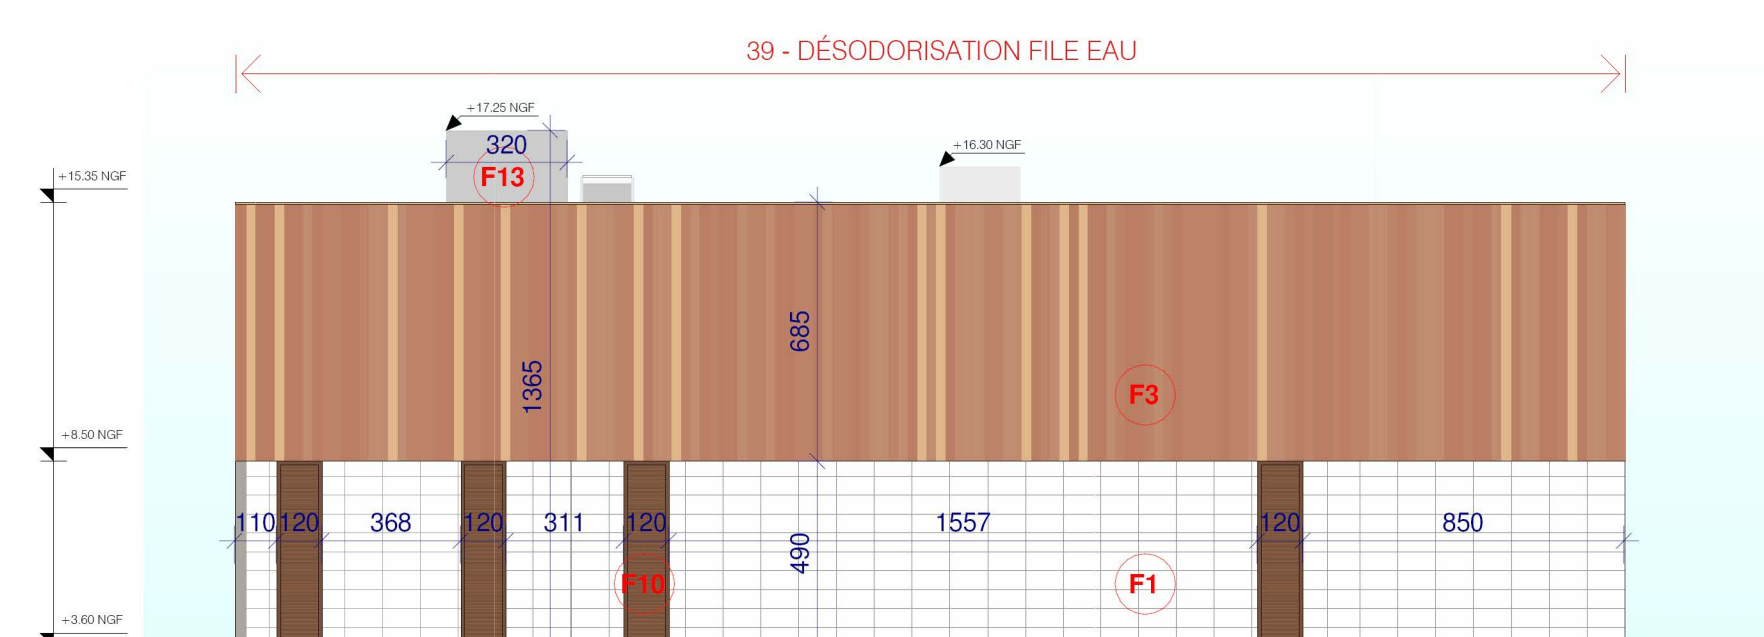 39 - DÉSODORISATION FILE EAU
+17.25 NGF
320
+16.30 NGF
+15.35 NGF
F13
685
1365
F3
+8.50 NGF
110 120 368 120 311 120 1557 120 850
490
F10
F1
+3.60 NGF